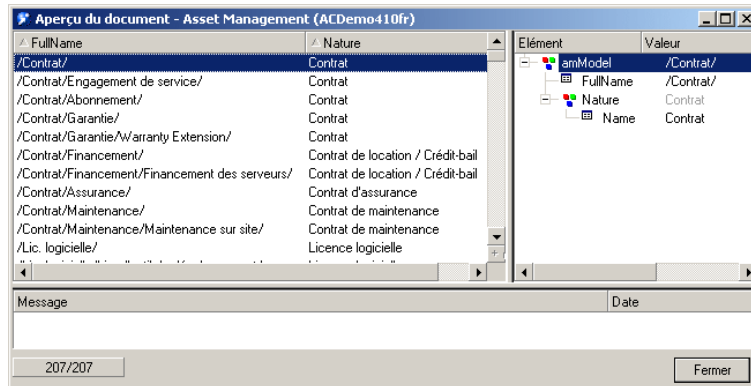 Aperçu du document - Asset Management (ACDemo410fr)
FullName Nature
/Contrat/ Contrat
/Contrat/Engagement de service/ Contrat
/Contrat/Abonnement/ Contrat
/Contrat/Garantie/ Contrat
/Contrat/Garantie/Warranty Extension/ Contrat
/Contrat/Financement/ Contrat de location / Crédit-bail
/Contrat/Financement/Financement des serveurs/ Contrat de location / Crédit-bail
/Contrat/Assurance/ Contrat d'assurance
/Contrat/Maintenance/ Contrat de maintenance
/Contrat/Maintenance/Maintenance sur site/ Contrat de maintenance
/Lic. logicielle/ Licence logicielle
Elément Valeur
amModel /Contrat/
FullName /Contrat/
Nature Contrat
Name Contrat
Message Date
207/207
Fermer